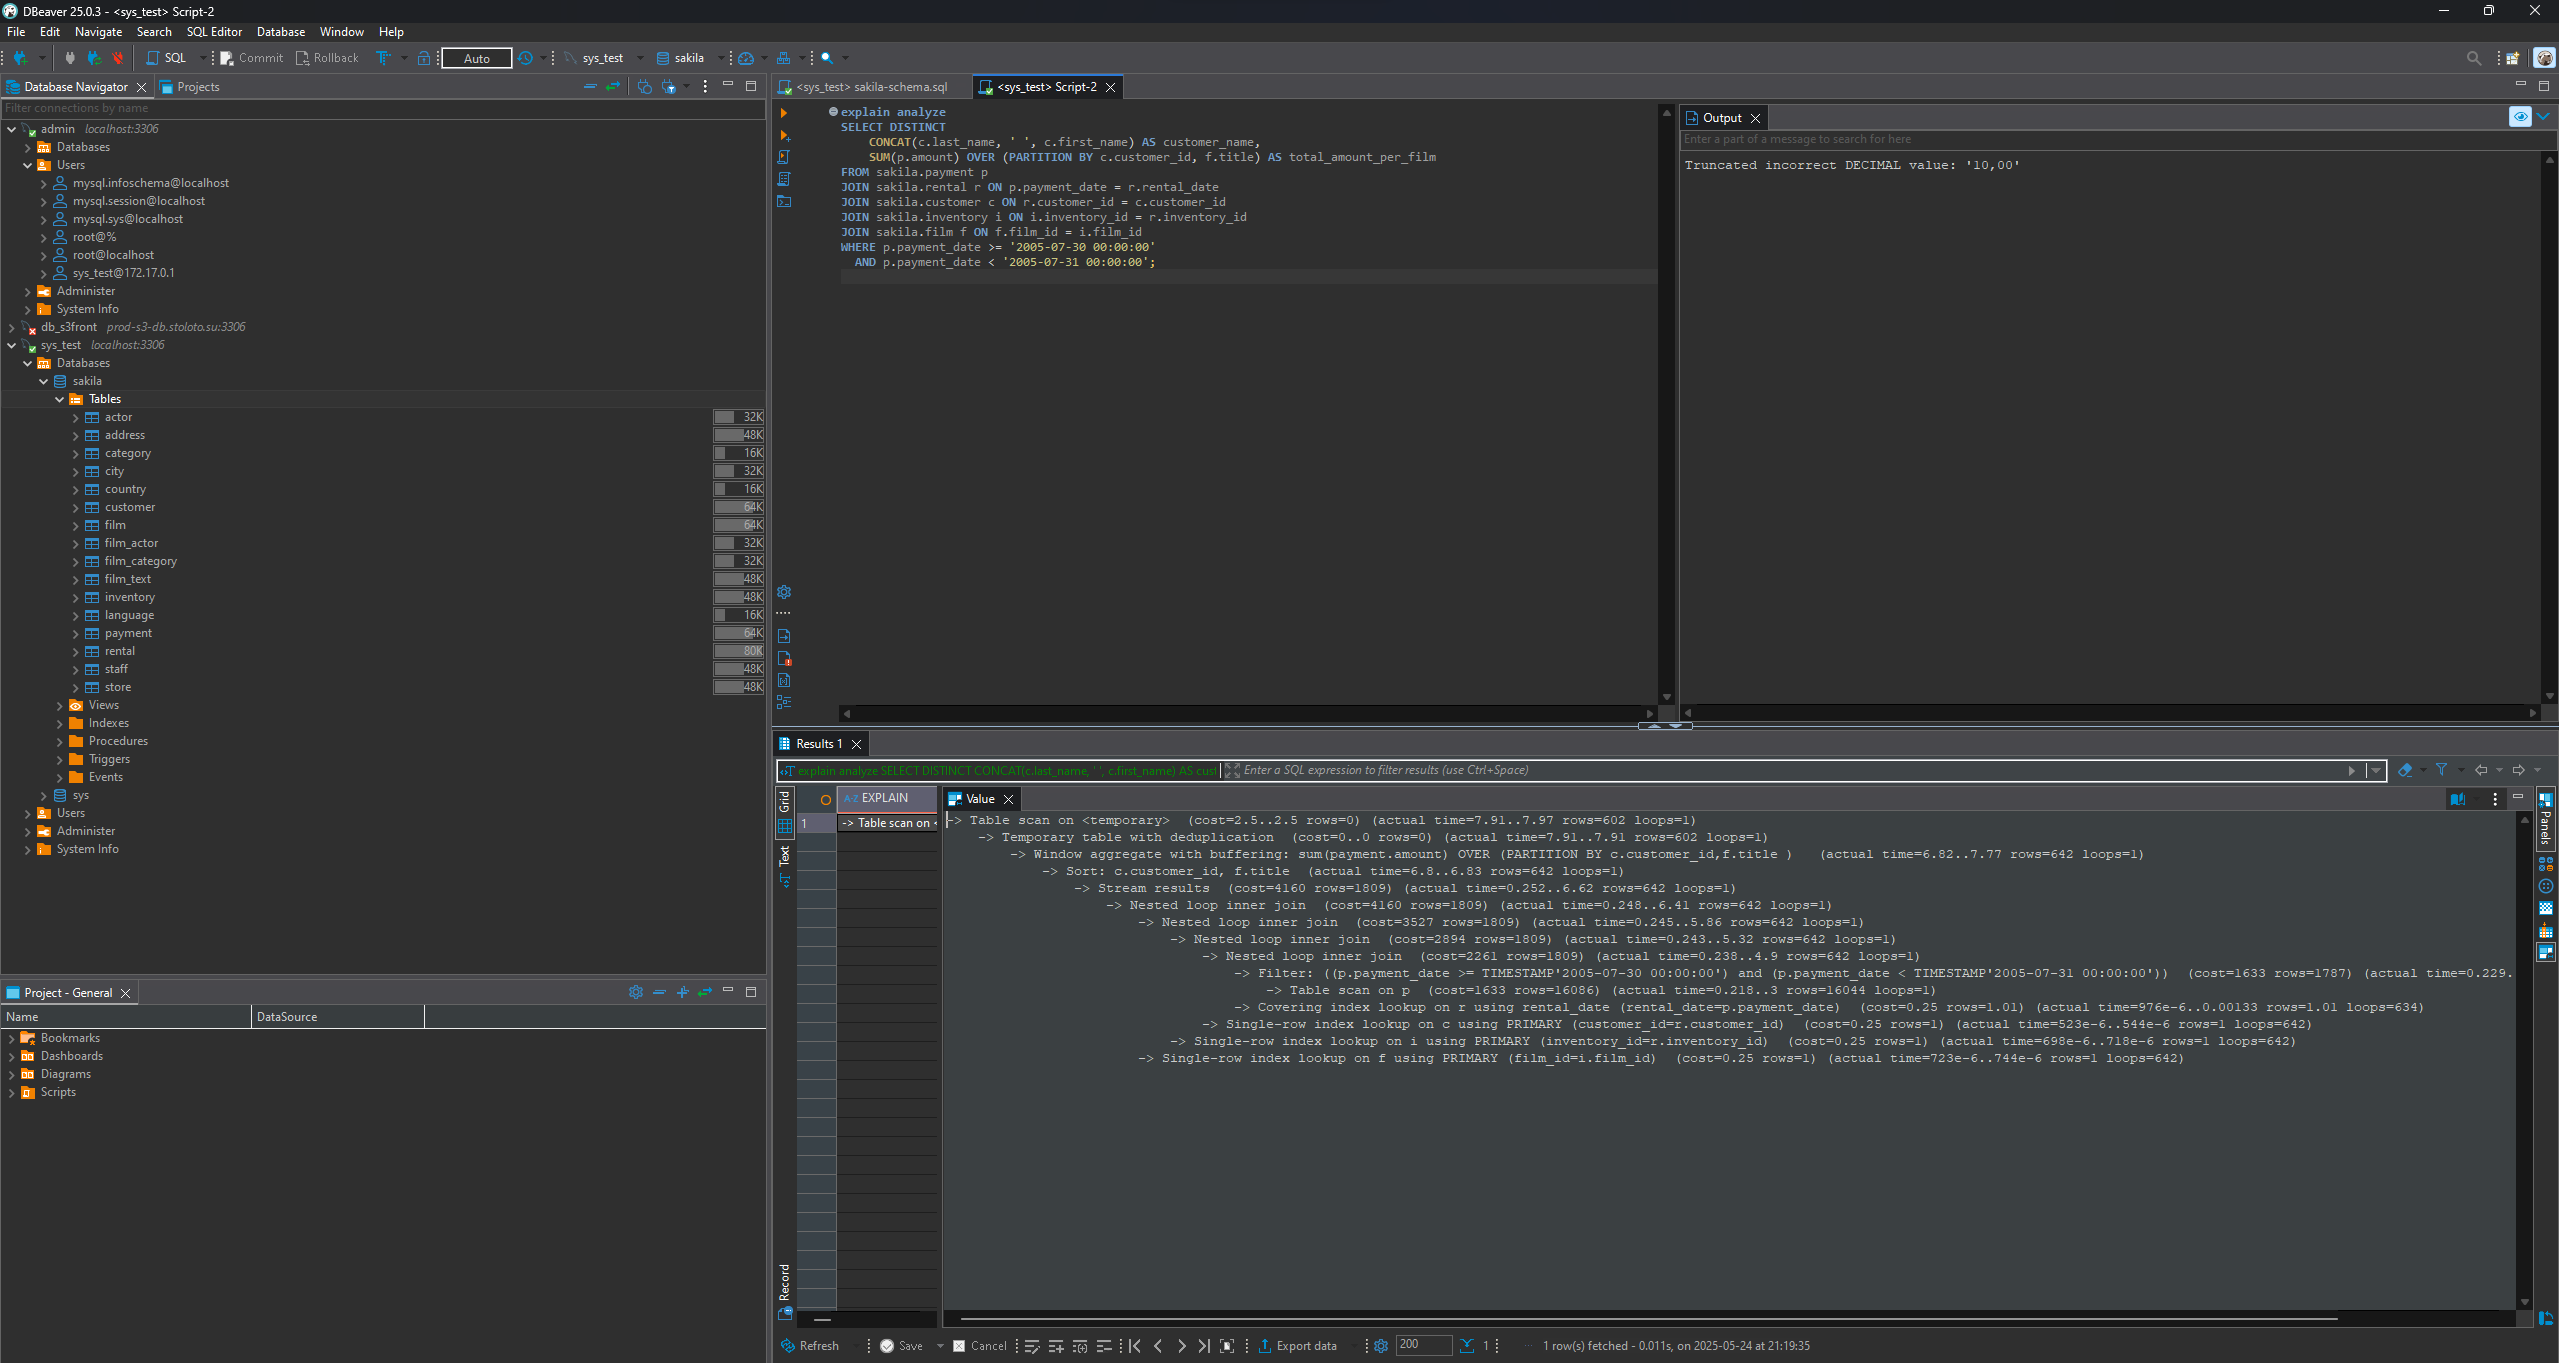 DBeaver 25.0.3 - <sys_test> Script-2
File Edit Navigate Search SQL Editor Database Window Help
SQL Commit Rollback Auto sys_test sakila
Database Navigator Projects
Filter connections by name
admin localhost:3306
Databases
Users
mysql.infoschema@localhost
mysql.session@localhost
mysql.sys@localhost
root@%
root@localhost
sys_test@172.17.0.1
Administer
System Info
db_s3front prod-s3-db.stoloto.su:3306
sys_test localhost:3306
Databases
sakila
Tables
actor 32K
address 48K
category 16K
city 32K
country 16K
customer 64K
film 64K
film_actor 32K
film_category 32K
film_text 48K
inventory 48K
language 16K
payment 64K
rental 80K
staff 48K
store 48K
Views
Indexes
Procedures
Triggers
Events
sys
Users
Administer
System Info
Project - General
Name DataSource
Bookmarks
Dashboards
Diagrams
Scripts
<sys_test> sakila-schema.sql <sys_test> Script-2
explain analyze
SELECT DISTINCT
CONCAT(c.last_name, ' ', c.first_name) AS customer_name,
SUM(p.amount) OVER (PARTITION BY c.customer_id, f.title) AS total_amount_per_film
FROM sakila.payment p
JOIN sakila.rental r ON p.payment_date = r.rental_date
JOIN sakila.customer c ON r.customer_id = c.customer_id
JOIN sakila.inventory i ON i.inventory_id = r.inventory_id
JOIN sakila.film f ON f.film_id = i.film_id
WHERE p.payment_date >= '2005-07-30 00:00:00'
AND p.payment_date < '2005-07-31 00:00:00';
Output
Enter a part of a message to search for here
Truncated incorrect DECIMAL value: '10,00'
Results 1
explain analyze SELECT DISTINCT CONCAT(c.last_name, ' ', c.first_name) AS cust
Enter a SQL expression to filter results (use Ctrl+Space)
Grid
Text
Record
A-Z EXPLAIN
1 -> Table scan on <
Value
Panels
-> Table scan on <temporary> (cost=2.5..2.5 rows=0) (actual time=7.91..7.97 rows=602 loops=1)
-> Temporary table with deduplication (cost=0..0 rows=0) (actual time=7.91..7.91 rows=602 loops=1)
-> Window aggregate with buffering: sum(payment.amount) OVER (PARTITION BY c.customer_id,f.title ) (actual time=6.82..7.77 rows=642 loops=1)
-> Sort: c.customer_id, f.title (actual time=6.8..6.83 rows=642 loops=1)
-> Stream results (cost=4160 rows=1809) (actual time=0.252..6.62 rows=642 loops=1)
-> Nested loop inner join (cost=4160 rows=1809) (actual time=0.248..6.41 rows=642 loops=1)
-> Nested loop inner join (cost=3527 rows=1809) (actual time=0.245..5.86 rows=642 loops=1)
-> Nested loop inner join (cost=2894 rows=1809) (actual time=0.243..5.32 rows=642 loops=1)
-> Nested loop inner join (cost=2261 rows=1809) (actual time=0.238..4.9 rows=642 loops=1)
-> Filter: ((p.payment_date >= TIMESTAMP'2005-07-30 00:00:00') and (p.payment_date < TIMESTAMP'2005-07-31 00:00:00')) (cost=1633 rows=1787) (actual time=0.229.
-> Table scan on p (cost=1633 rows=16086) (actual time=0.218..3 rows=16044 loops=1)
-> Covering index lookup on r using rental_date (rental_date=p.payment_date) (cost=0.25 rows=1.01) (actual time=976e-6..0.00133 rows=1.01 loops=634)
-> Single-row index lookup on c using PRIMARY (customer_id=r.customer_id) (cost=0.25 rows=1) (actual time=523e-6..544e-6 rows=1 loops=642)
-> Single-row index lookup on i using PRIMARY (inventory_id=r.inventory_id) (cost=0.25 rows=1) (actual time=698e-6..718e-6 rows=1 loops=642)
-> Single-row index lookup on f using PRIMARY (film_id=i.film_id) (cost=0.25 rows=1) (actual time=723e-6..744e-6 rows=1 loops=642)
Refresh Save Cancel Export data 200 1 1 row(s) fetched - 0.011s, on 2025-05-24 at 21:19:35